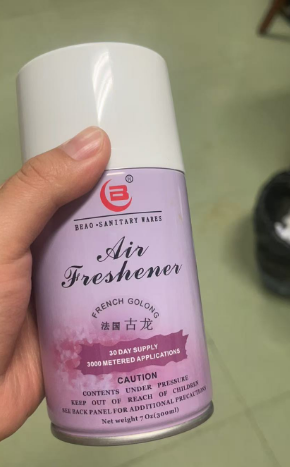 B®
BEAO·SANITARY WARES
Air
Freshener
FRENCH GOLONG
法国 古龙
30 DAY SUPPLY
3000 METERED APPLICATIONS
CAUTION
CONTENTS UNDER PRESSURE
KEEP OUT OF REACH OF CHILDREN
SEE BACK PANEL FOR ADDITIONAL PRECAUTIONS
Net weight 7 Oz(300ml)